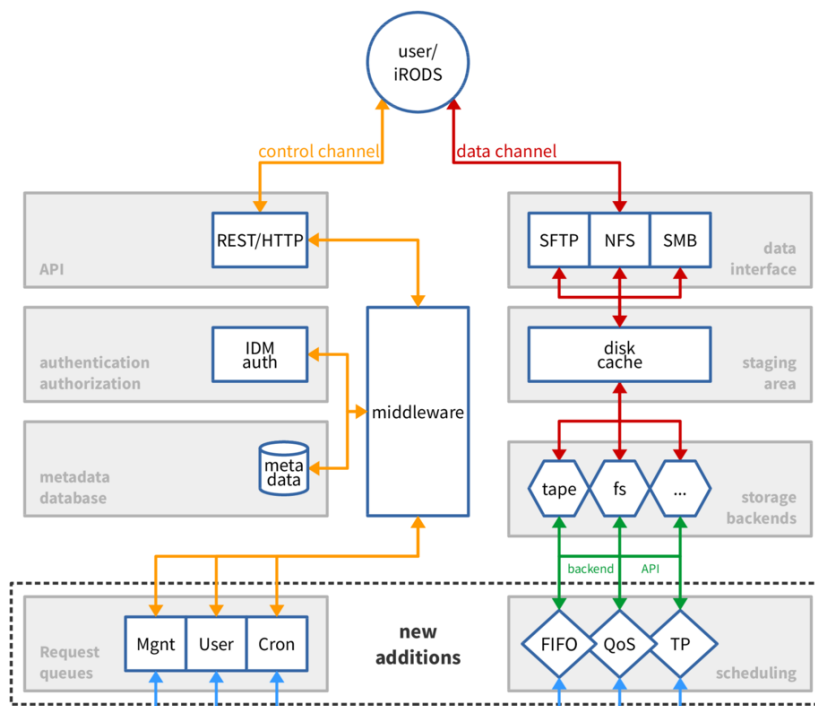 user/
iRODS
control channel
data channel
REST/HTTP
API
SFTP
NFS
SMB
data
interface
IDM
auth
authentication
authorization
middleware
disk
cache
staging
area
meta
data
metadata
database
tape
fs
...
storage
backends
backend
API
Mgnt
User
Cron
Request
queues
new
additions
FIFO
QoS
TP
scheduling